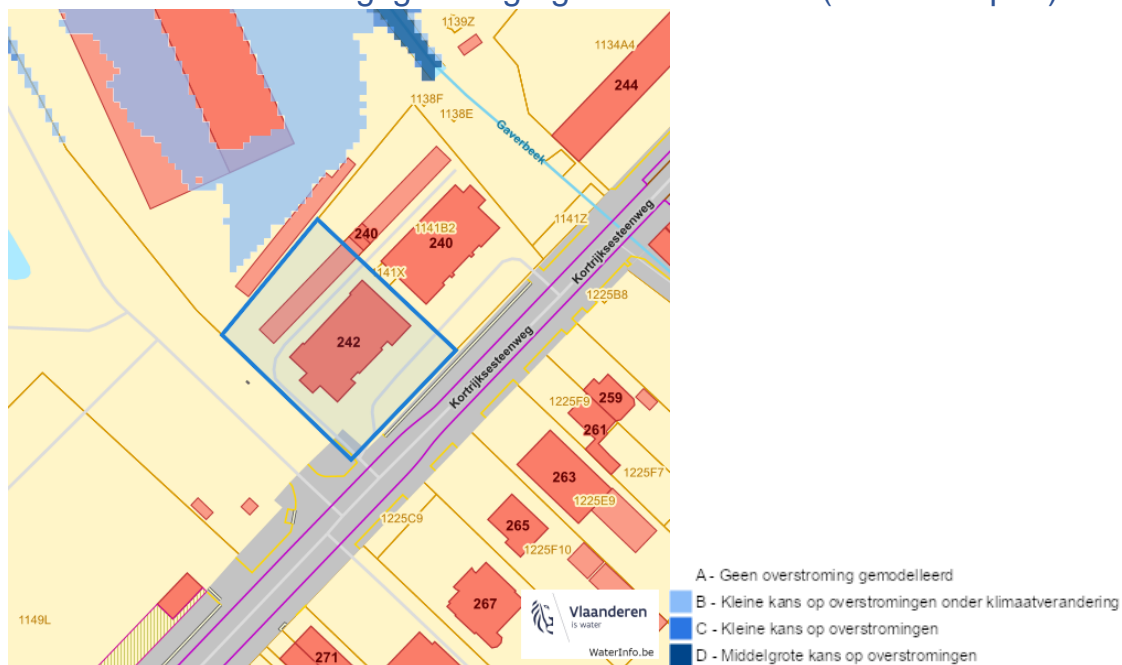 1139Z
1134A4
244
1138F
1138E
Gaverbeek
240
1141B2
240
1141Z
1141X
Kortrijksesteenweg
1225B8
242
Kortrijksesteenweg
259
1225F9
261
1225F7
263
1225E9
265
1225C9
1225F10
267
1149L
271
Vlaanderen
is water
WaterInfo.be
A - Geen overstroming gemodelleerd
B - Kleine kans op overstromingen onder klimaatverandering
C - Kleine kans op overstromingen
D - Middelgrote kans op overstromingen